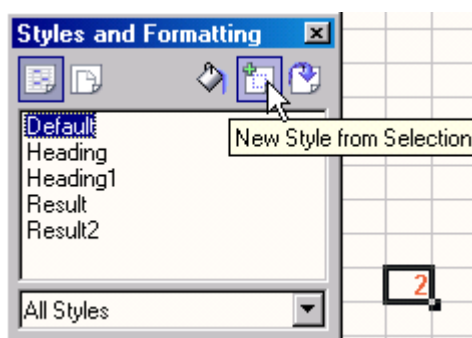 Styles and Formatting
Default
New Style from Selection
Heading
Heading1
Result
Result2
2
All Styles